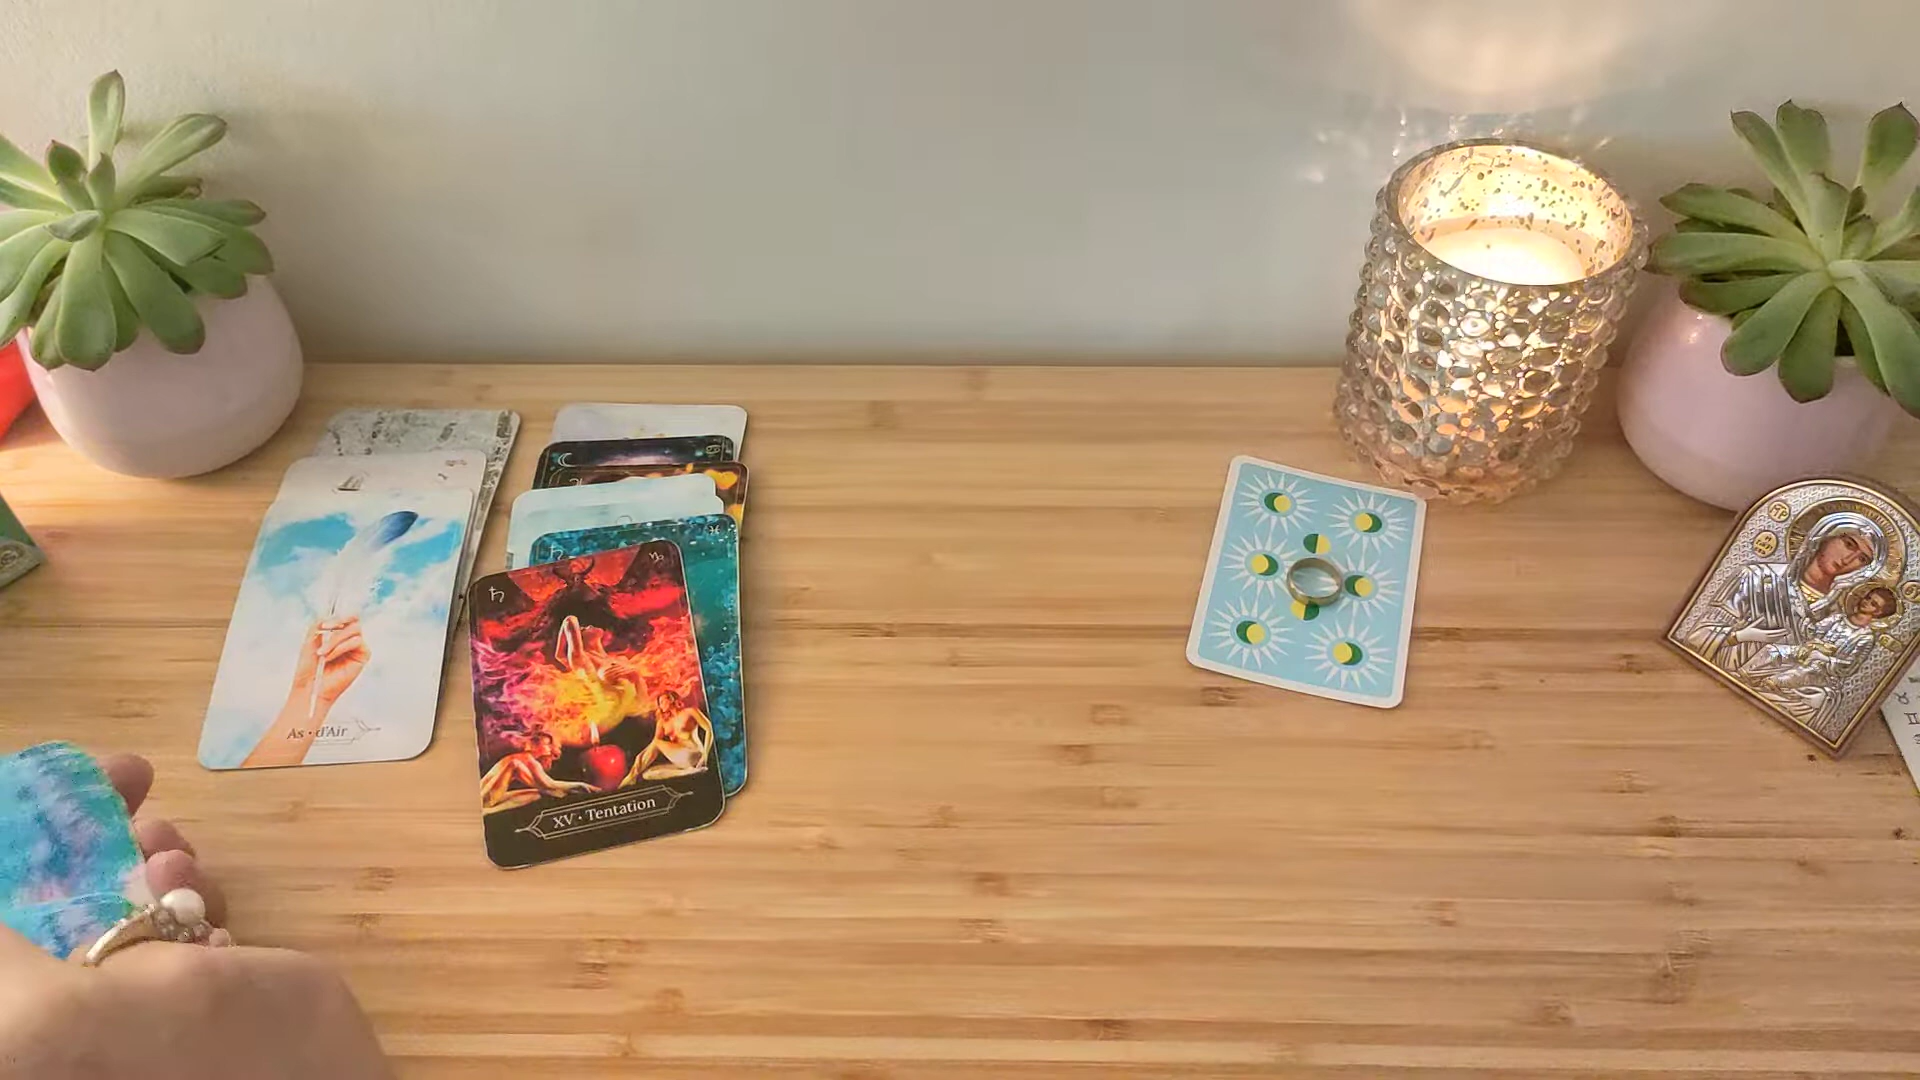 As • d'Air
XV • Tentation